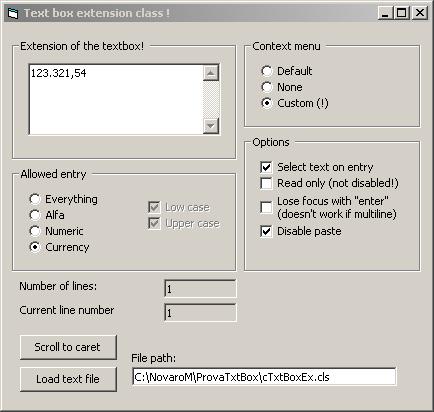 Text box extension class !
Extension of the textbox!
123.321,54
Context menu
Default
None
Custom (!)
Allowed entry
Everything
Alfa
Numeric
Currency
Low case
Upper case
Options
Select text on entry
Read only (not disabled!)
Lose focus with "enter"
(doesn't work if multiline)
Disable paste
Number of lines:
1
Current line number
1
Scroll to caret
Load text file
File path:
C:\NovaroM\ProvaTxtBox\cTxtBoxEx.cls